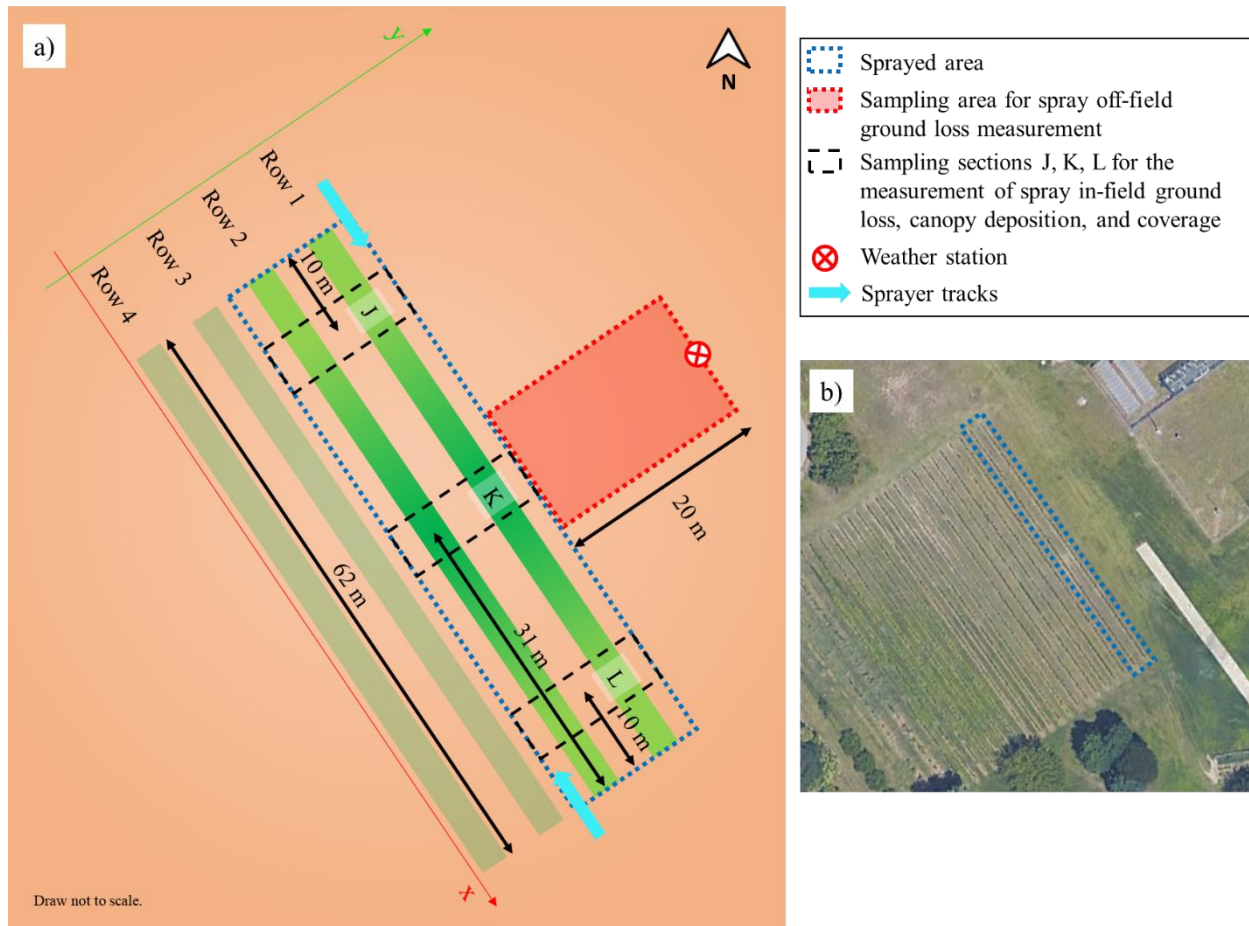 a)
y
N
Row 1
Row 2
Row 3
Row 4
10 m
J
K
20 m
62 m
31 m
L
10 m
x
Draw not to scale.
Sprayed area
Sampling area for spray off-field
ground loss measurement
Sampling sections J, K, L for the
measurement of spray in-field ground
loss, canopy deposition, and coverage
Weather station
Sprayer tracks
b)